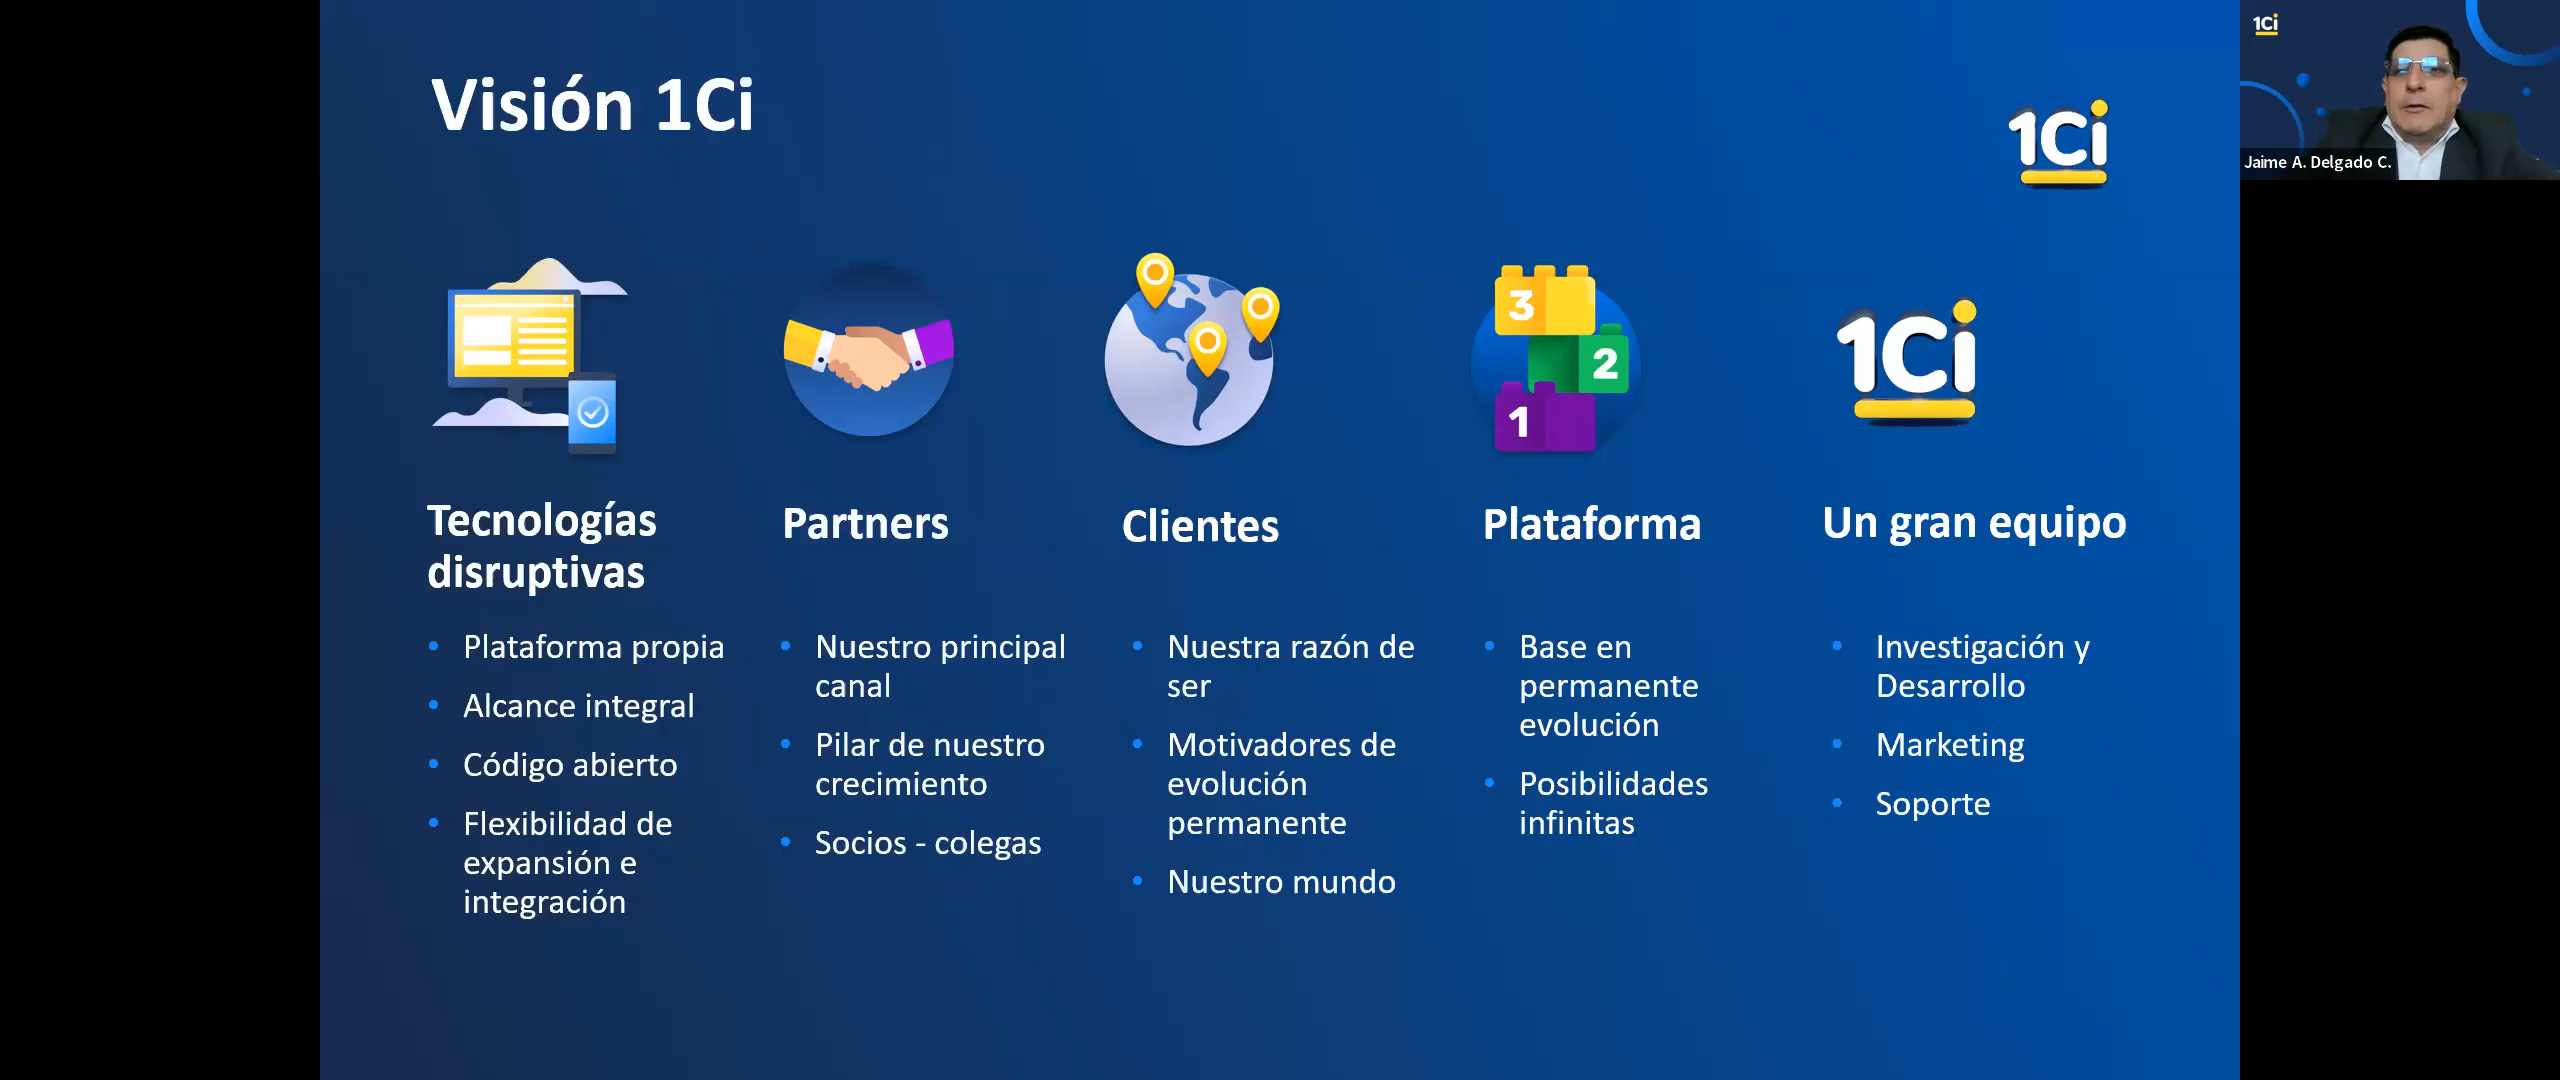 Visión 1Ci
1Ci
1Ci
Jaime A. Delgado C.
3
2
1
1Ci
Tecnologías
disruptivas
Plataforma propia
Alcance integral
Código abierto
Flexibilidad de
expansión e
integración
Partners
Nuestro principal
canal
Pilar de nuestro
crecimiento
Socios - colegas
Clientes
Nuestra razón de
ser
Motivadores de
evolución
permanente
Nuestro mundo
Plataforma
Base en
permanente
evolución
Posibilidades
infinitas
Un gran equipo
Investigación y
Desarrollo
Marketing
Soporte